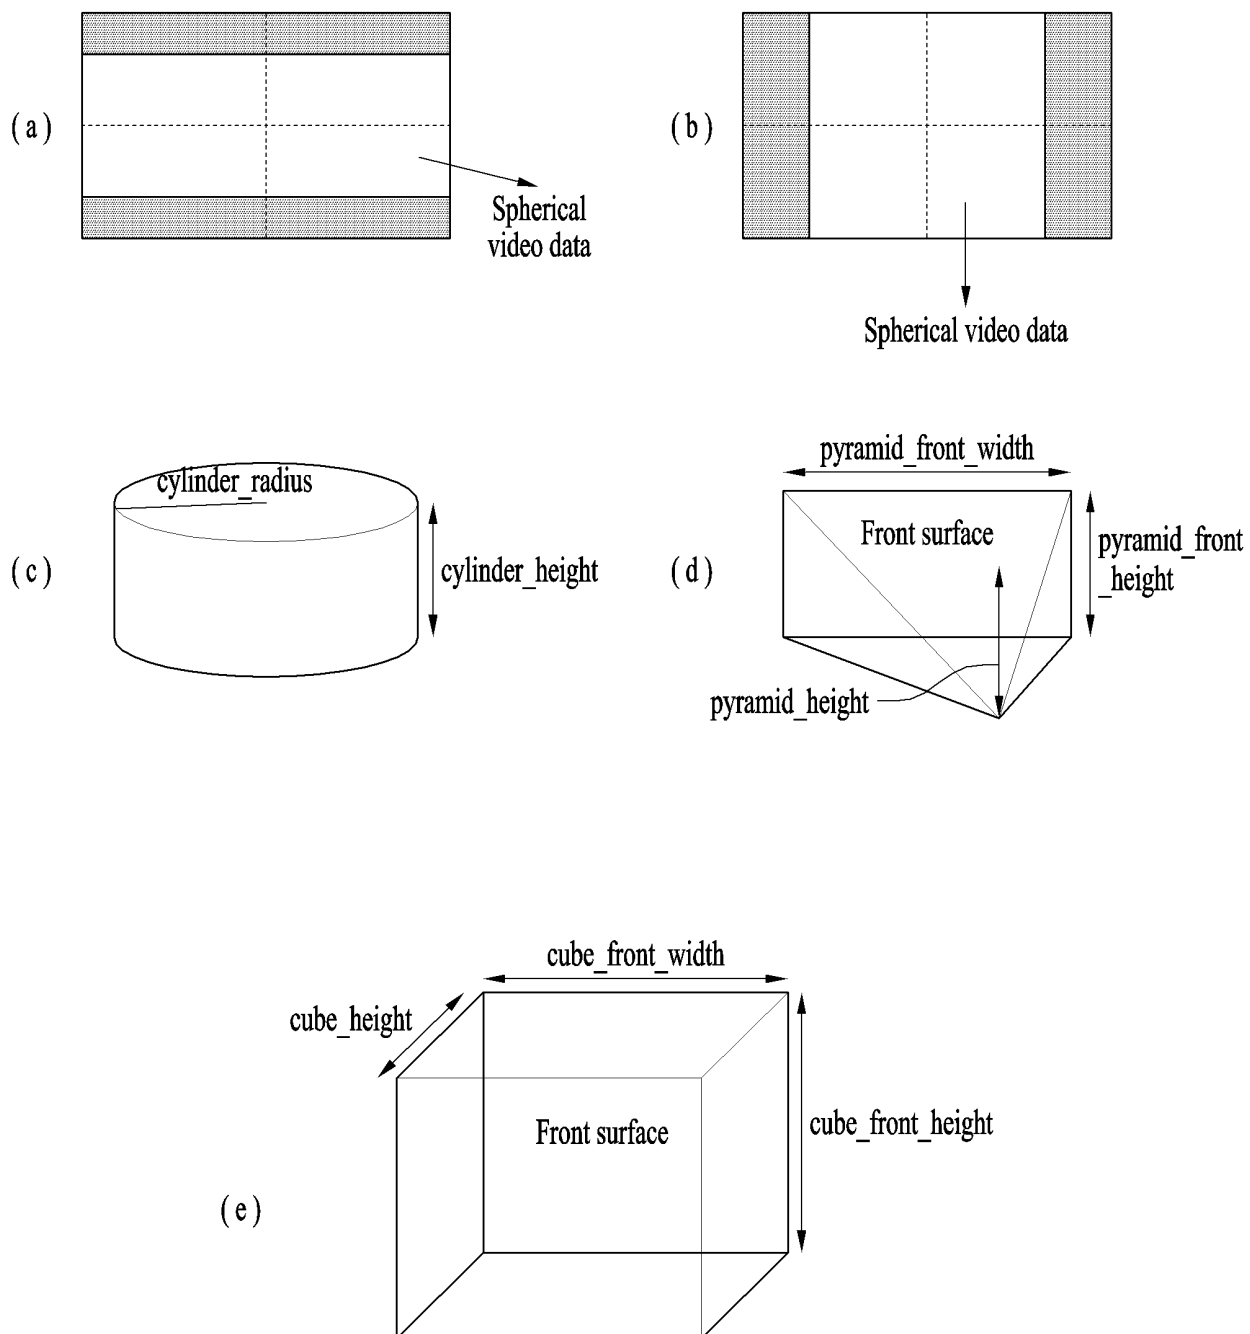 ( a )
Spherical
video data
( b )
Spherical video data
cylinder_radius
cylinder_height
( c )
pyramid_front_width
Front surface
pyramid_front
_height
( d )
pyramid_height
cube_front_width
cube_height
Front surface
cube_front_height
( e )